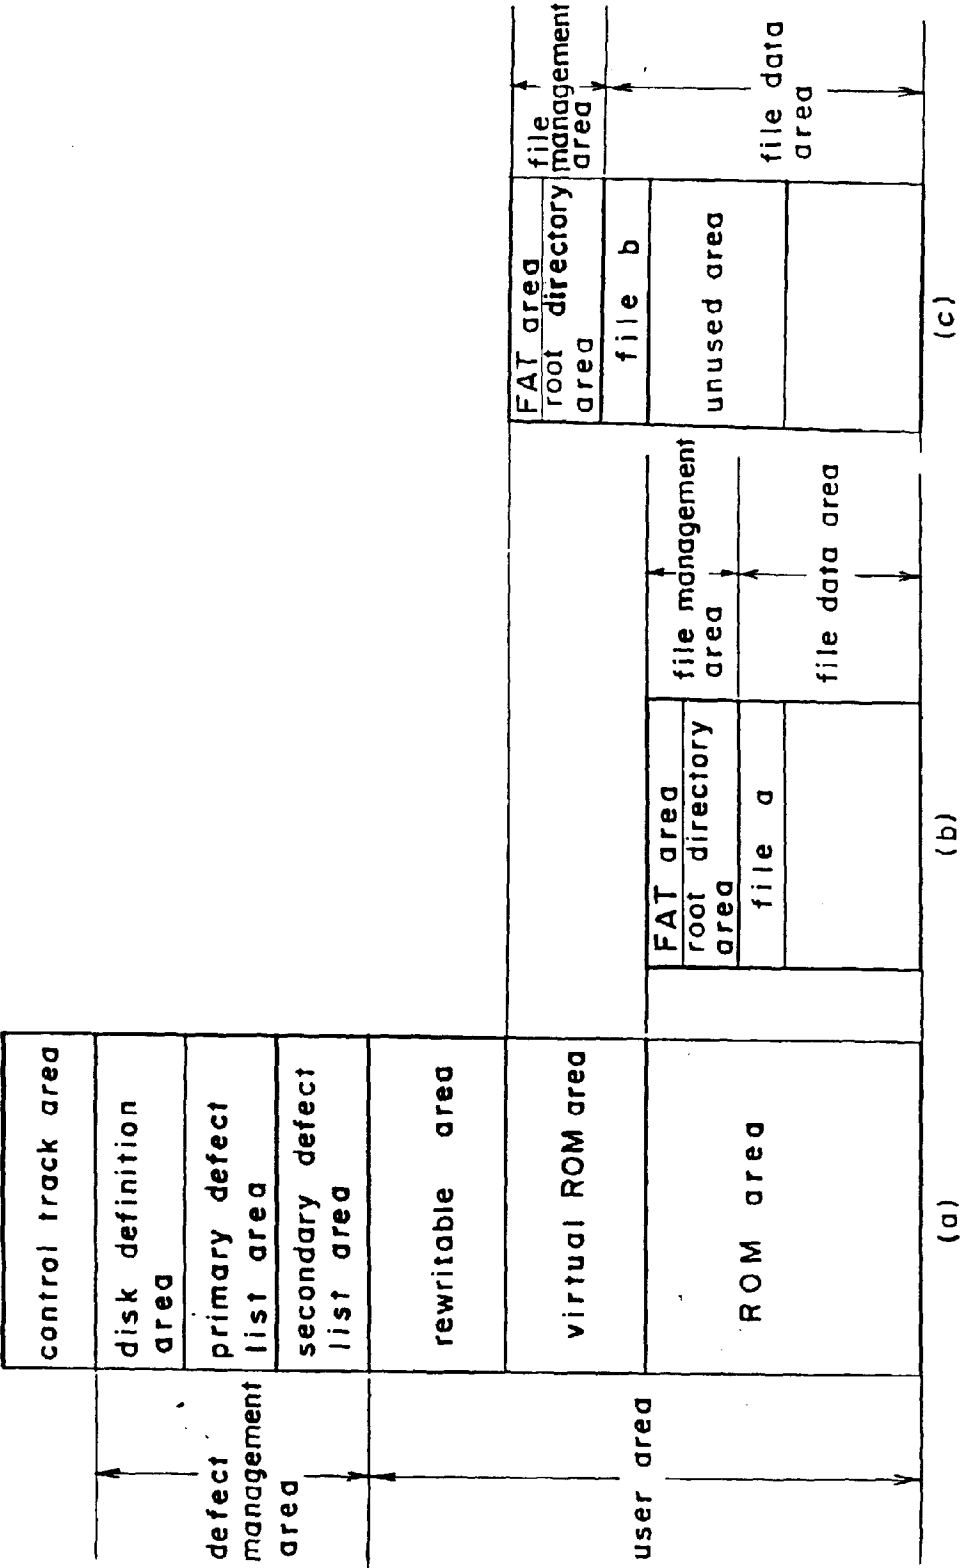 control track area
disk definition
area
primary defect
list area
secondary defect
list area
rewritable area
virtual ROM area
ROM area
defect
management
area
user area
(a)
FAT area
root directory
area
file a
file management
area
file data area
(b)
FAT area
root directory
area
file b
unused area
file
management
area
file data
area
(c)